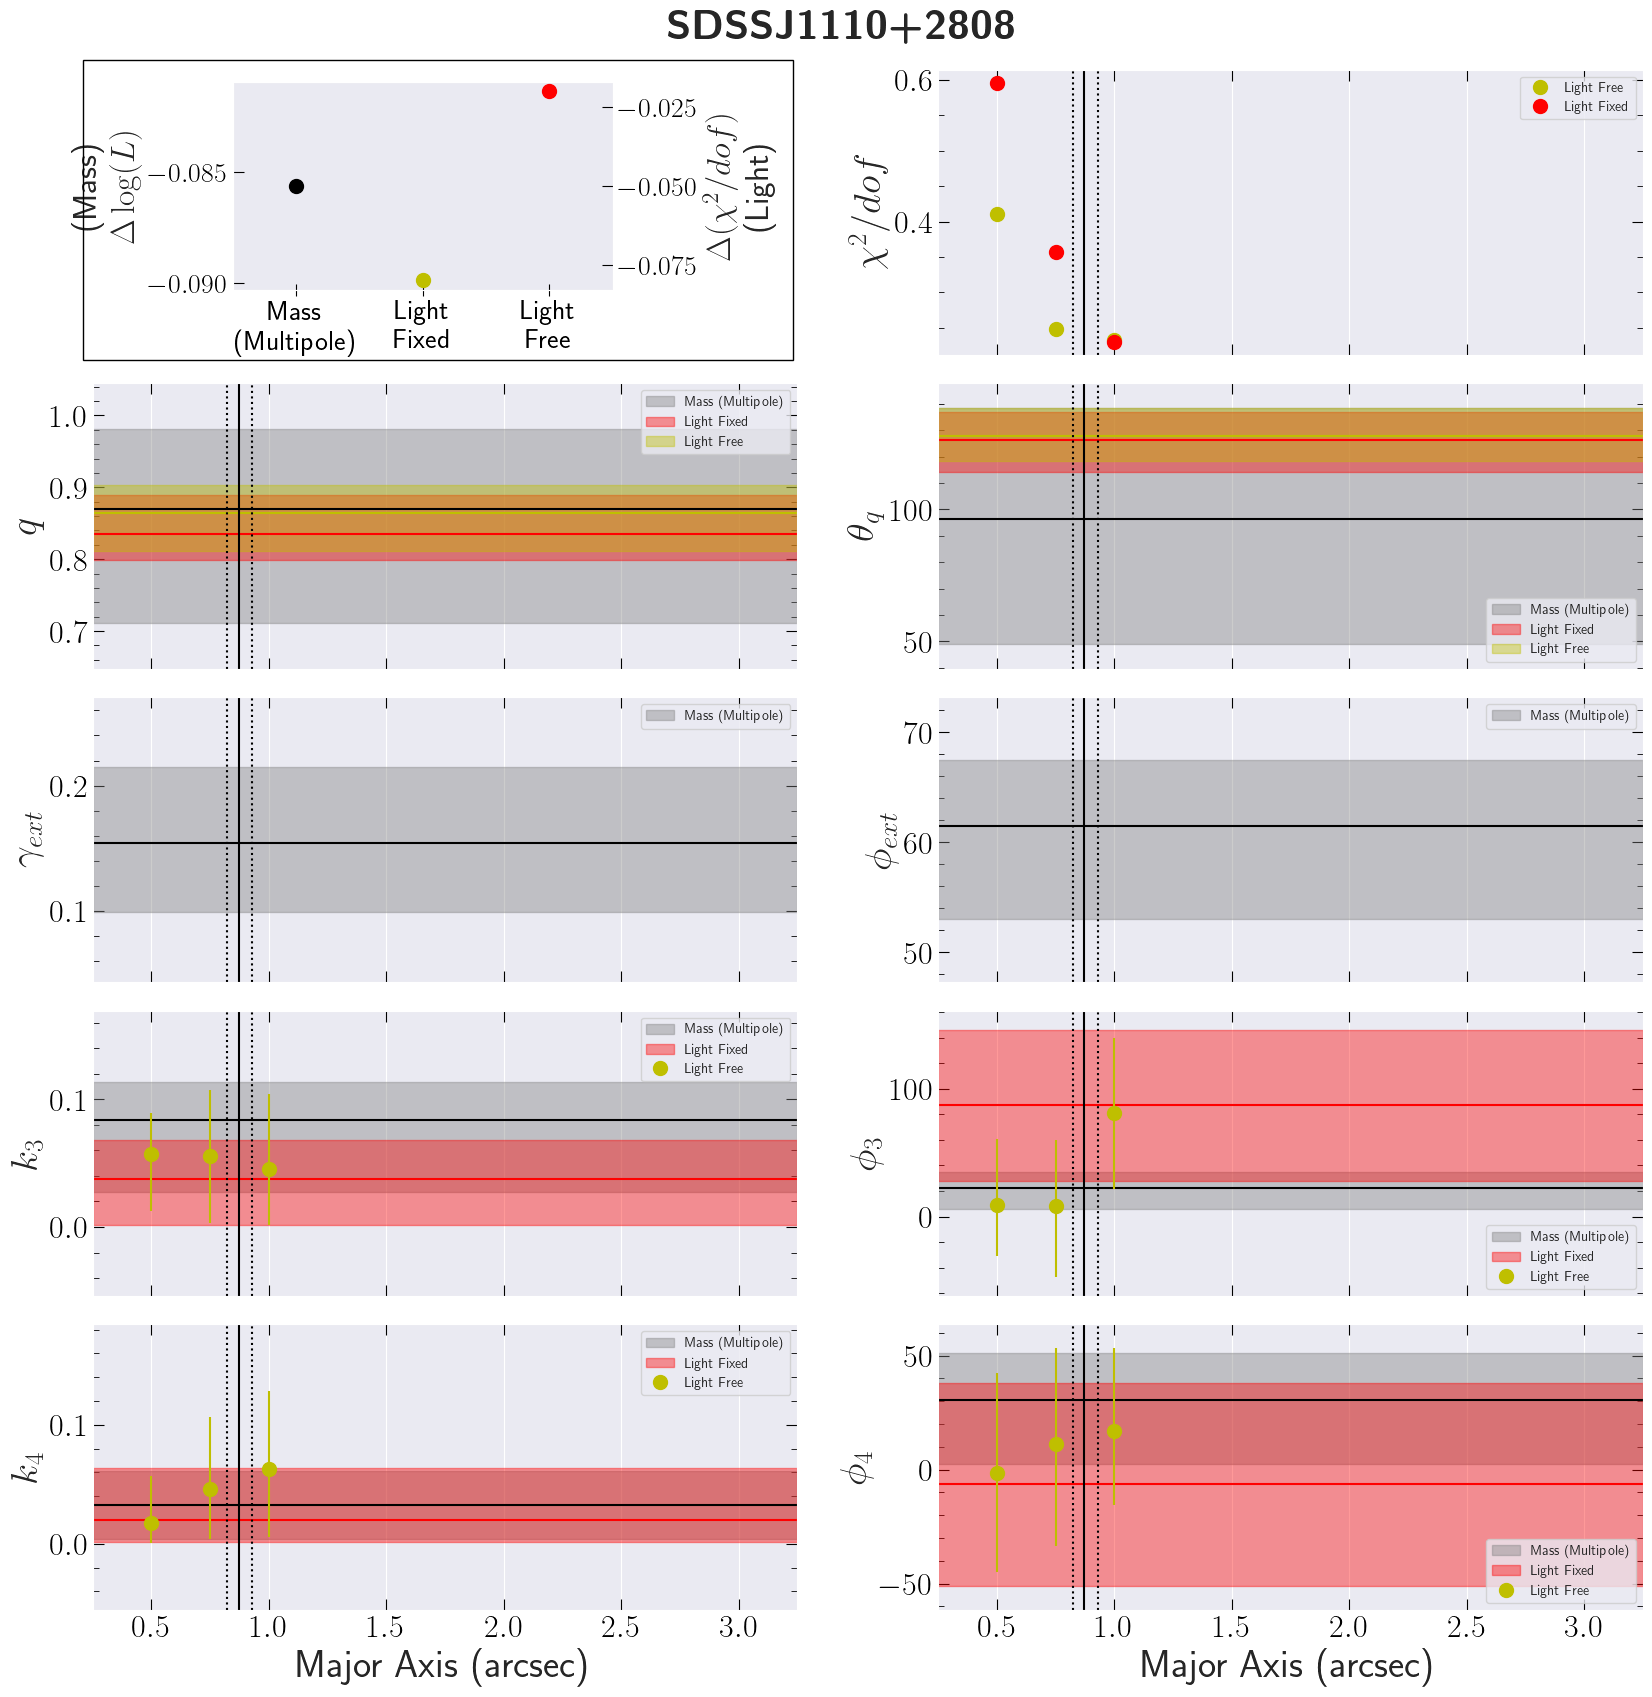 SDSSJ1110+2808
(Mass)
Δ log(L)
−0.085
−0.090
−0.025
−0.050
−0.075
Δ(χ²/dof)
(Light)
Mass
(Multipole)
Light
Fixed
Light
Free
χ²/dof
0.6
0.4
Light Free
Light Fixed
q
1.0
0.9
0.8
0.7
Mass (Multipole)
Light Fixed
Light Free
θ_q
100
50
Mass (Multipole)
Light Fixed
Light Free
γ_ext
0.2
0.1
Mass (Multipole)
ϕ_ext
70
60
50
Mass (Multipole)
k₃
0.1
0.0
Mass (Multipole)
Light Fixed
Light Free
ϕ₃
100
0
Mass (Multipole)
Light Fixed
Light Free
k₄
0.1
0.0
Mass (Multipole)
Light Fixed
Light Free
0.5 1.0 1.5 2.0 2.5 3.0
Major Axis (arcsec)
ϕ₄
50
0
−50
Mass (Multipole)
Light Fixed
Light Free
0.5 1.0 1.5 2.0 2.5 3.0
Major Axis (arcsec)